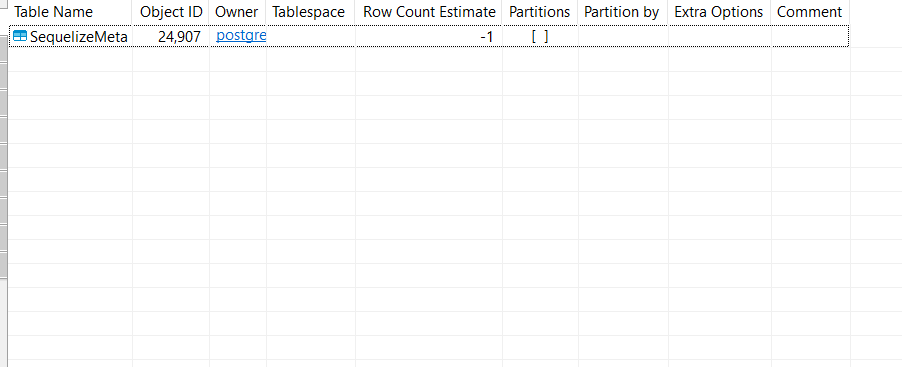 Table Name Object ID Owner Tablespace Row Count Estimate Partitions Partition by Extra Options Comment
SequelizeMeta 24,907 postgre -1 [ ]